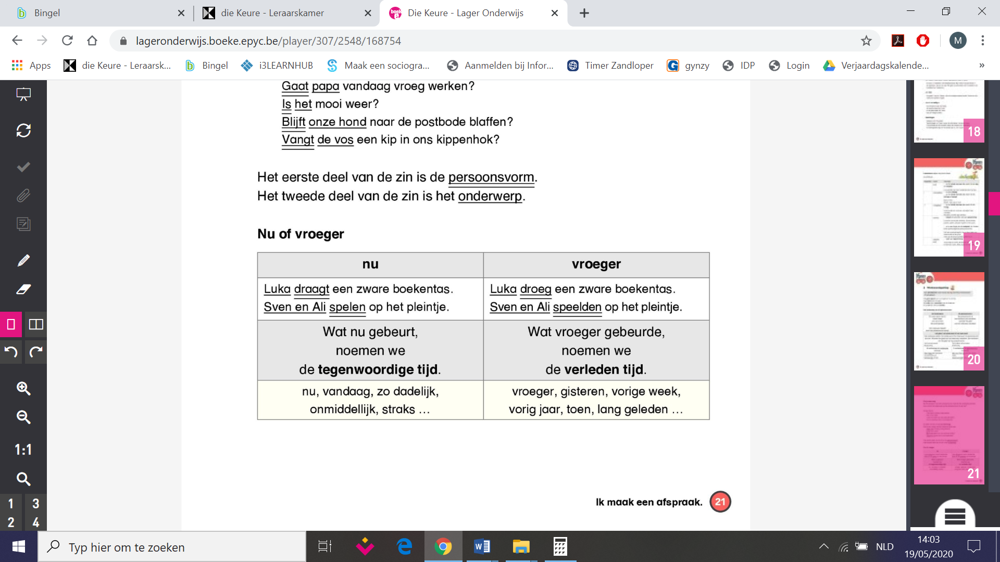 Bingel
die Keure - Leraarskamer
Die Keure - Lager Onderwijs
lageronderwijs.boeke.epyc.be/player/307/2548/168754
M
Apps
die Keure - Leraarsk...
Bingel
i3LEARNHUB
Maak een sociogra...
Aanmelden bij Infor...
Timer Zandloper
gynzy
IDP
Login
Verjaardagskalende...
»
Gaat papa vandaag vroeg werken?
Is het mooi weer?
Blijft onze hond naar de postbode blaffen?
Vangt de vos een kip in ons kippenhok?
Het eerste deel van de zin is de persoonsvorm.
Het tweede deel van de zin is het onderwerp.
Nu of vroeger
nu
vroeger
Luka draagt een zware boekentas.
Sven en Ali spelen op het pleintje.
Luka droeg een zware boekentas.
Sven en Ali speelden op het pleintje.
Wat nu gebeurt,
noemen we
de tegenwoordige tijd.
Wat vroeger gebeurde,
noemen we
de verleden tijd.
nu, vandaag, zo dadelijk,
onmiddellijk, straks …
vroeger, gisteren, vorige week,
vorig jaar, toen, lang geleden …
Ik maak een afspraak. 21
1:1
1 3
2 4
18
19
20
21
Typ hier om te zoeken
NLD
14:03
19/05/2020